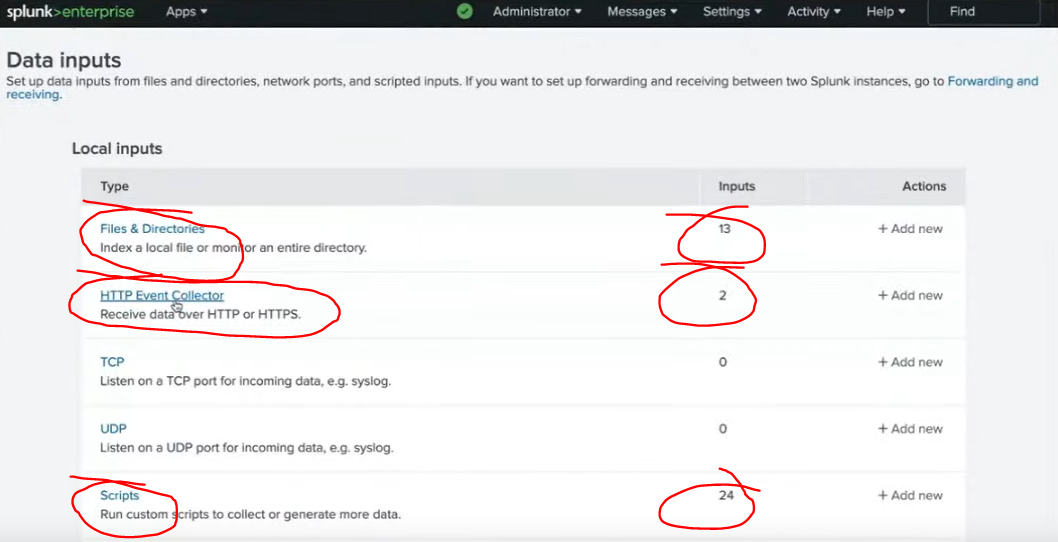 splunk>enterprise Apps Administrator Messages Settings Activity Help Find
Data inputs
Set up data inputs from files and directories, network ports, and scripted inputs. If you want to set up forwarding and receiving between two Splunk instances, go to Forwarding and
receiving.
Local inputs
Type Inputs Actions
Files & Directories 13 + Add new
Index a local file or monitor an entire directory.
HTTP Event Collector 2 + Add new
Receive data over HTTP or HTTPS.
TCP 0 + Add new
Listen on a TCP port for incoming data, e.g. syslog.
UDP 0 + Add new
Listen on a UDP port for incoming data, e.g. syslog.
Scripts 24 + Add new
Run custom scripts to collect or generate more data.